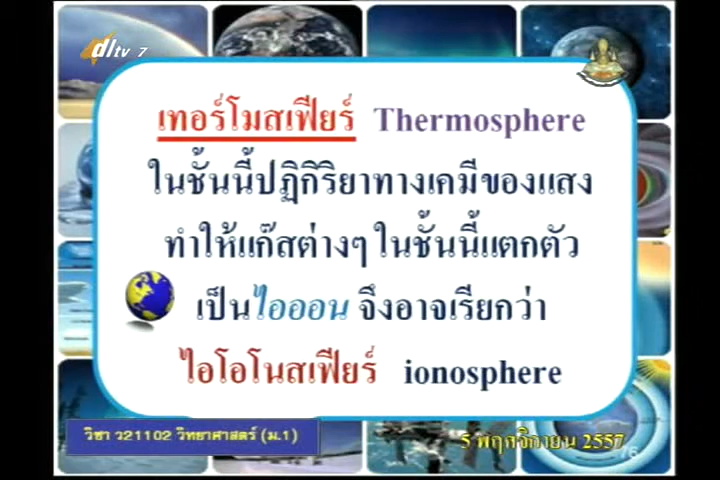 dltv 7
เทอร์โมสเฟียร์ Thermosphere
ในชั้นนี้ปฏิกิริยาทางเคมีของแสง
ทำให้แก๊สต่างๆ ในชั้นนี้แตกตัว
เป็นไอออน จึงอาจเรียกว่า
ไอโอโนสเฟียร์ ionosphere
วิชา ว21102 วิทยาศาสตร์ (ม.1)
5 พฤศจิกายน 2557